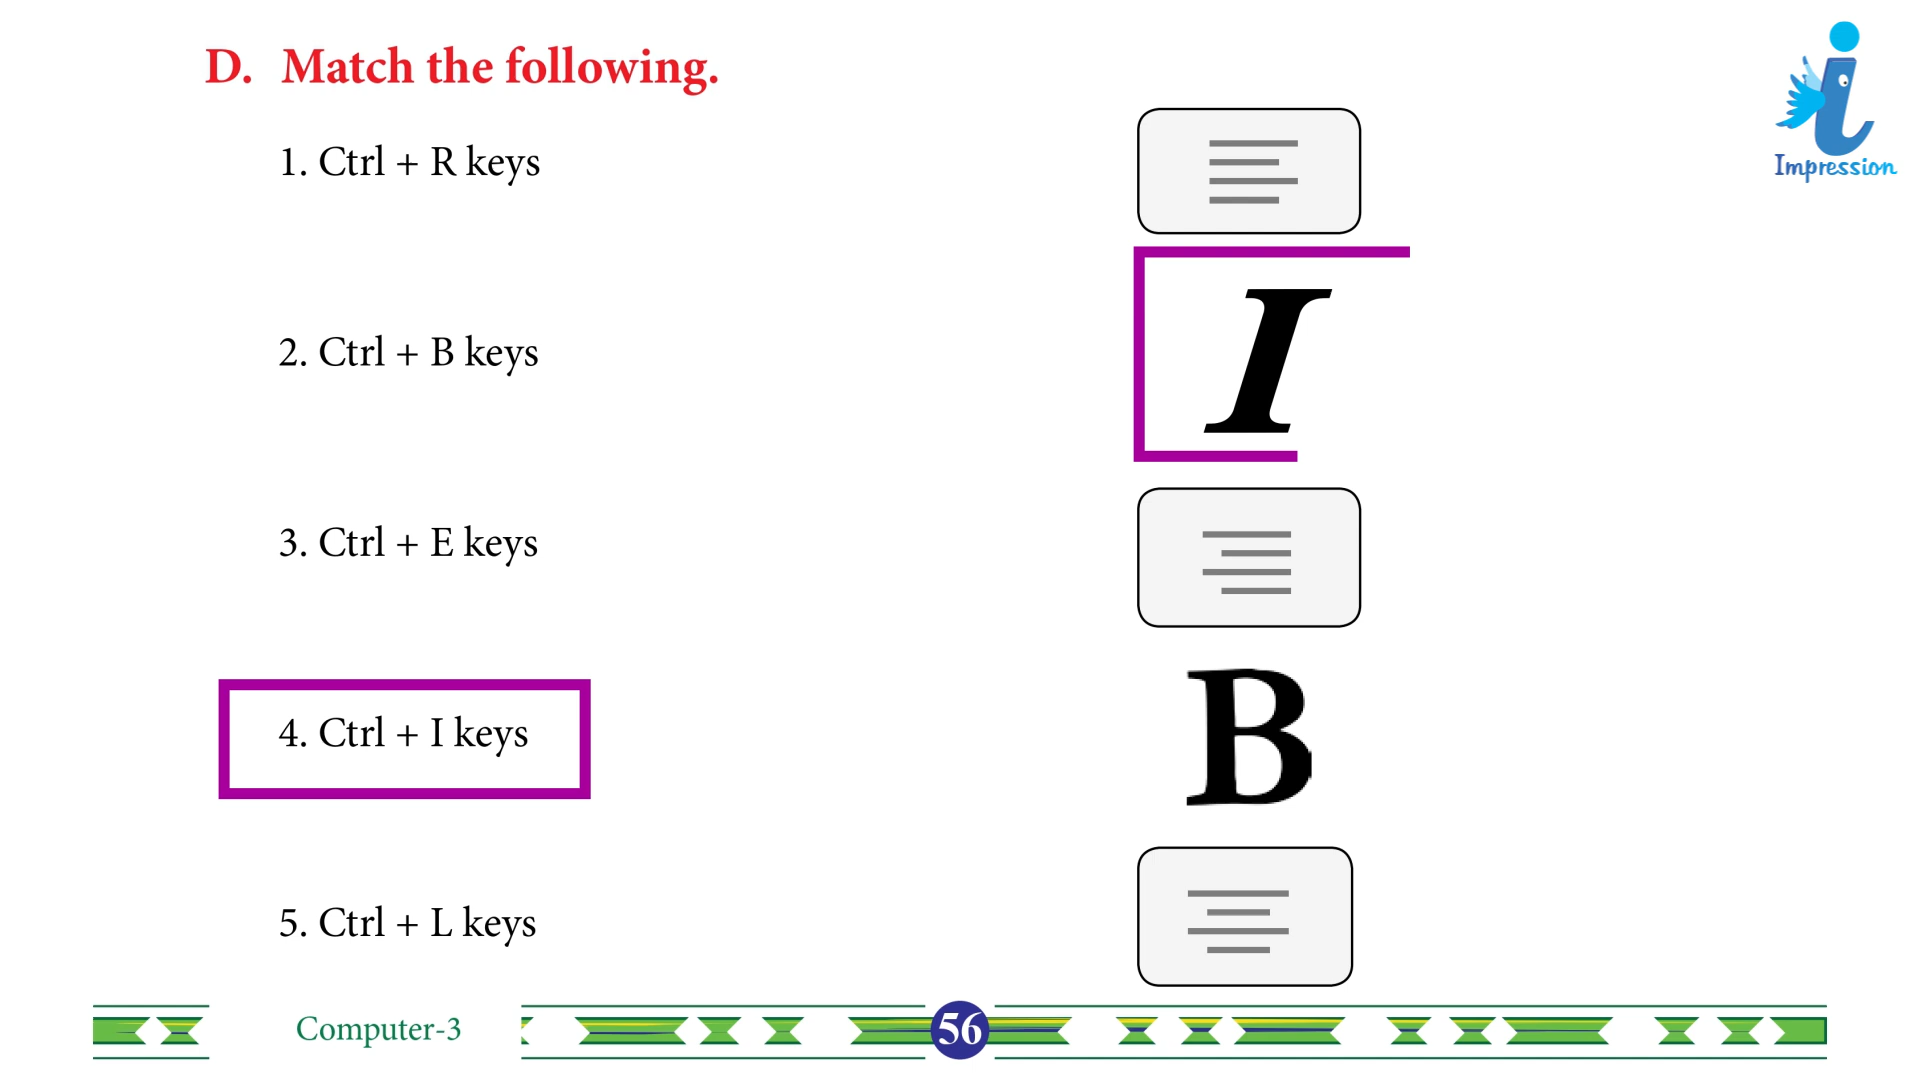 D. Match the following.
Impression
1. Ctrl + R keys
2. Ctrl + B keys
I
3. Ctrl + E keys
4. Ctrl + I keys
B
5. Ctrl + L keys
Computer-3
56